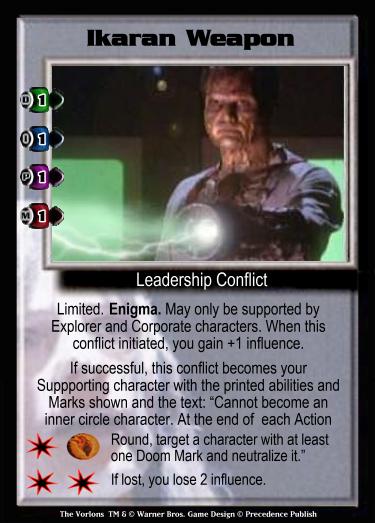 Ikaran Weapon
D 1
I 1
P 1
M 1
Leadership Conflict
Limited. Enigma. May only be supported by
Explorer and Corporate characters. When this
conflict initiated, you gain +1 influence.
If successful, this conflict becomes your
Suppporting character with the printed abilities and
Marks shown and the text: “Cannot become an
inner circle character. At the end of each Action
Round, target a character with at least
one Doom Mark and neutralize it.”
If lost, you lose 2 influence.
The Vorlons TM & © Warner Bros. Game Design © Precedence Publish